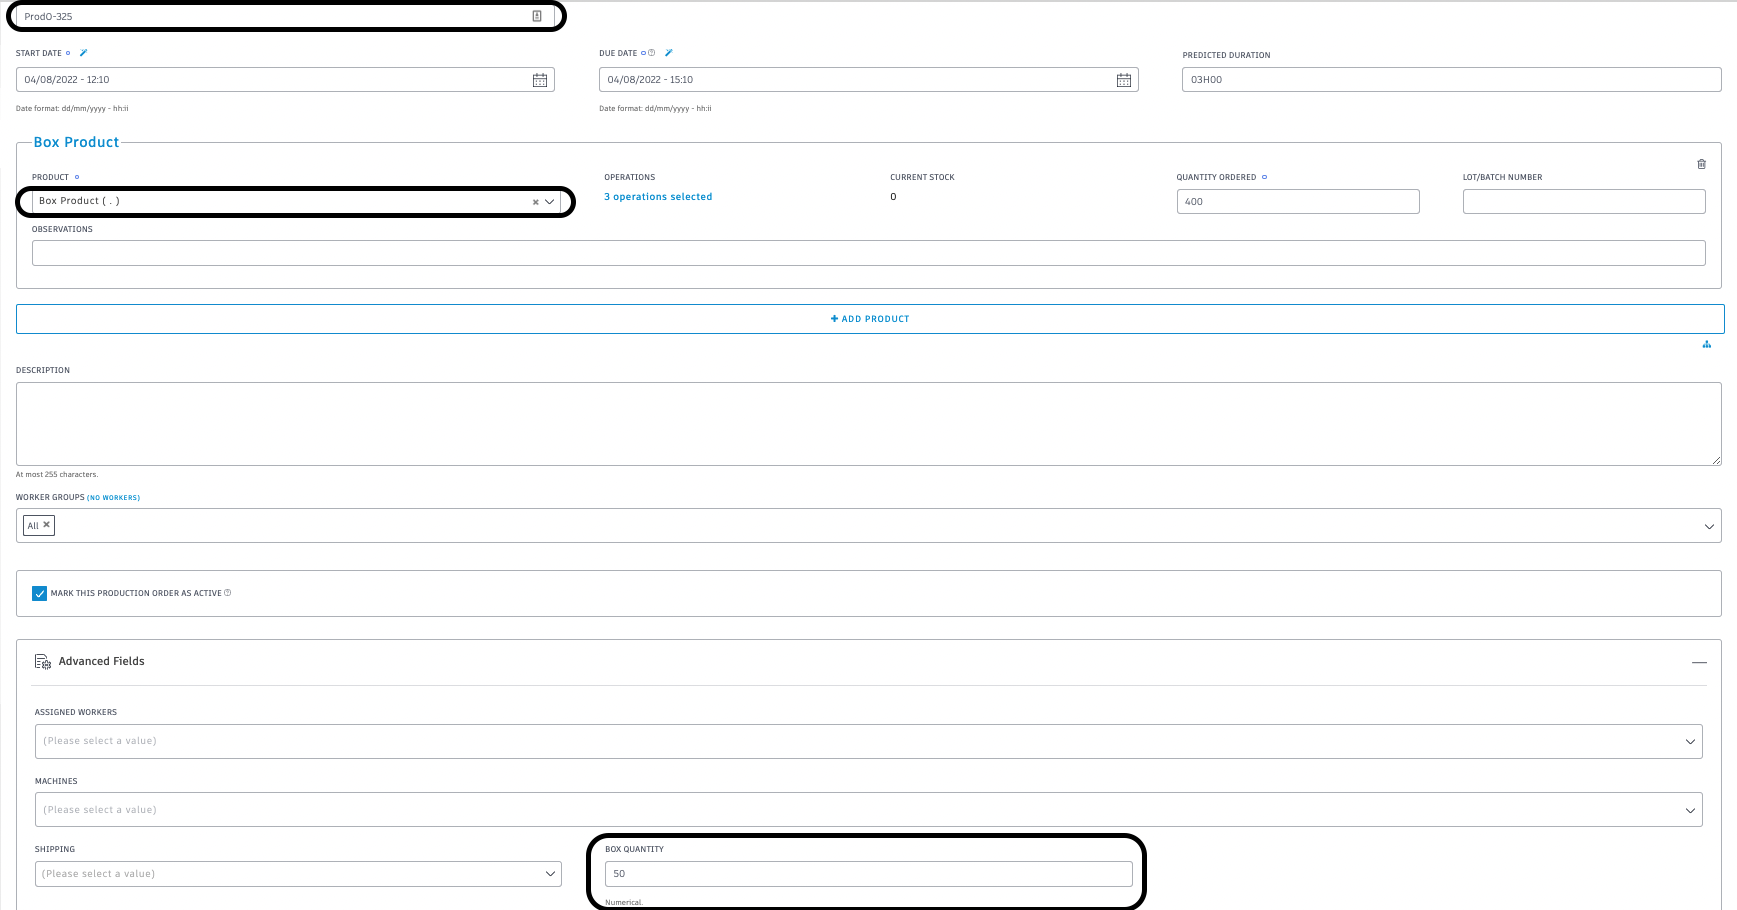 ProdO-325
START DATE
DUE DATE
PREDICTED DURATION
04/08/2022 - 12:10
04/08/2022 - 15:10
03H00
Date format: dd/mm/yyyy - hh:ii
Date format: dd/mm/yyyy - hh:ii
Box Product
PRODUCT
OPERATIONS
CURRENT STOCK
QUANTITY ORDERED
LOT/BATCH NUMBER
Box Product ( . )
3 operations selected
0
400
OBSERVATIONS
+ ADD PRODUCT
DESCRIPTION
At most 255 characters.
WORKER GROUPS (NO WORKERS)
All ×
MARK THIS PRODUCTION ORDER AS ACTIVE
Advanced Fields
ASSIGNED WORKERS
(Please select a value)
MACHINES
(Please select a value)
SHIPPING
BOX QUANTITY
(Please select a value)
50
Numerical.